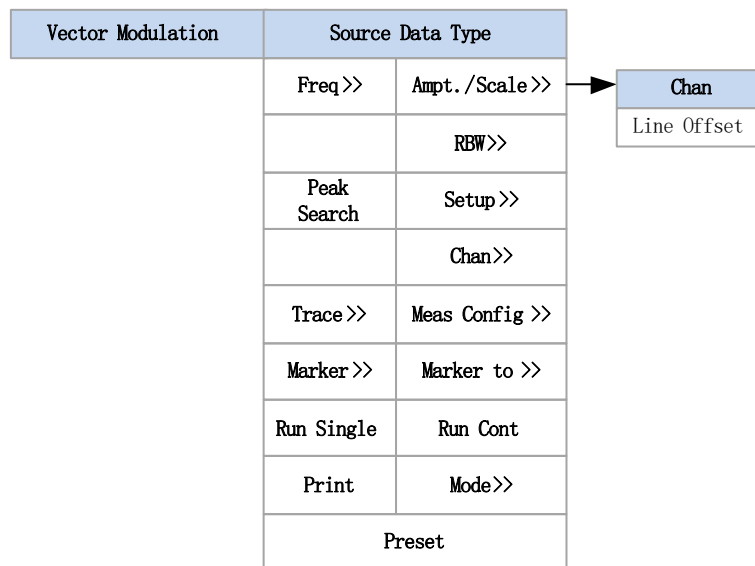 Vector Modulation Source Data Type
Freq>> Ampt./Scale>> Chan
Line Offset
RBW>>
Peak
Search Setup>>
Chan>>
Trace>> Meas Config >>
Marker>> Marker to >>
Run Single Run Cont
Print Mode>>
Preset